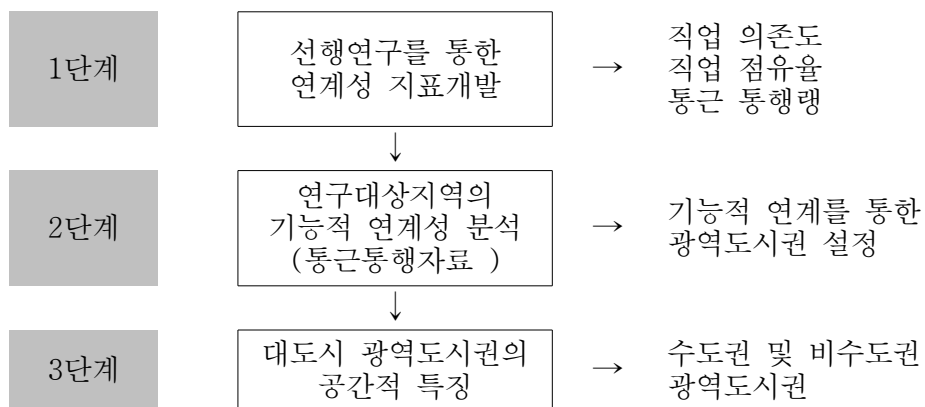 1단계
선행연구를 통한
연계성 지표개발
→
직업 의존도
직업 점유율
통근 통행랭
↓
2단계
연구대상지역의
기능적 연계성 분석
(통근통행자료 )
→
기능적 연계를 통한
광역도시권 설정
↓
3단계
대도시 광역도시권의
공간적 특징
→
수도권 및 비수도권
광역도시권